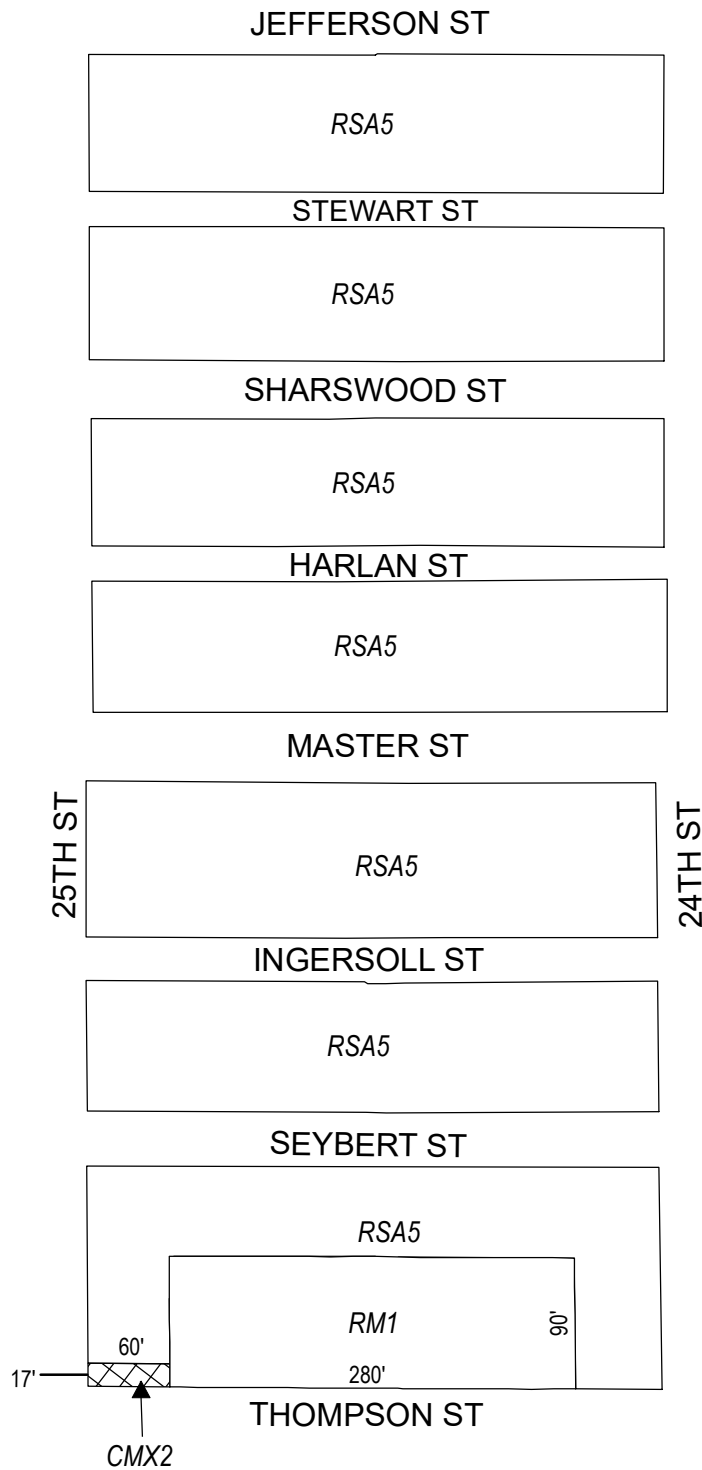 JEFFERSON ST
RSA5
STEWART ST
RSA5
SHARSWOOD ST
RSA5
HARLAN ST
RSA5
MASTER ST
25TH ST
RSA5
24TH ST
INGERSOLL ST
RSA5
SEYBERT ST
RSA5
RM1
90'
60'
17'
280'
THOMPSON ST
CMX2